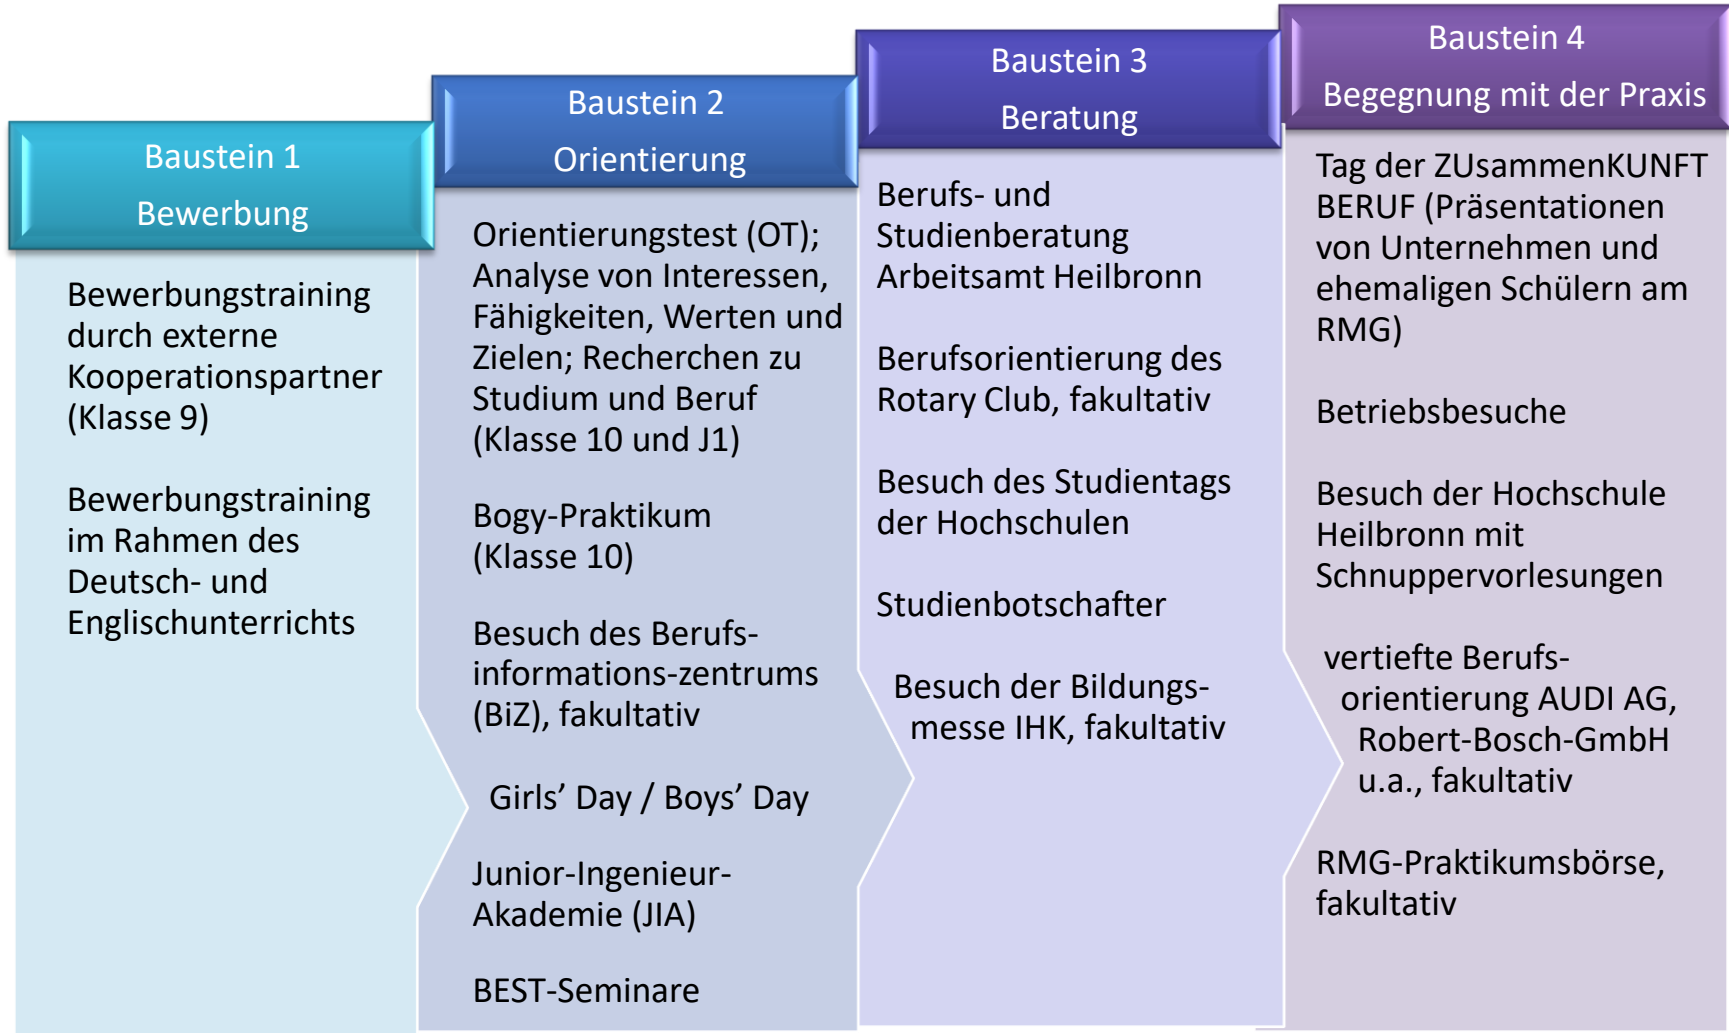 Baustein 1
Bewerbung
Bewerbungstraining
durch externe
Kooperationspartner
(Klasse 9)
Bewerbungstraining
im Rahmen des
Deutsch- und
Englischunterrichts
Baustein 2
Orientierung
Orientierungstest (OT);
Analyse von Interessen,
Fähigkeiten, Werten und
Zielen; Recherchen zu
Studium und Beruf
(Klasse 10 und J1)
Bogy-Praktikum
(Klasse 10)
Besuch des Berufs-
informations-zentrums
(BiZ), fakultativ
Girls’ Day / Boys’ Day
Junior-Ingenieur-
Akademie (JIA)
BEST-Seminare
Baustein 3
Beratung
Berufs- und
Studienberatung
Arbeitsamt Heilbronn
Berufsorientierung des
Rotary Club, fakultativ
Besuch des Studientags
der Hochschulen
Studienbotschafter
Besuch der Bildungs-
messe IHK, fakultativ
Baustein 4
Begegnung mit der Praxis
Tag der ZUsammenKUNFT
BERUF (Präsentationen
von Unternehmen und
ehemaligen Schülern am
RMG)
Betriebsbesuche
Besuch der Hochschule
Heilbronn mit
Schnuppervorlesungen
vertiefte Berufs-
orientierung AUDI AG,
Robert-Bosch-GmbH
u.a., fakultativ
RMG-Praktikumsbörse,
fakultativ